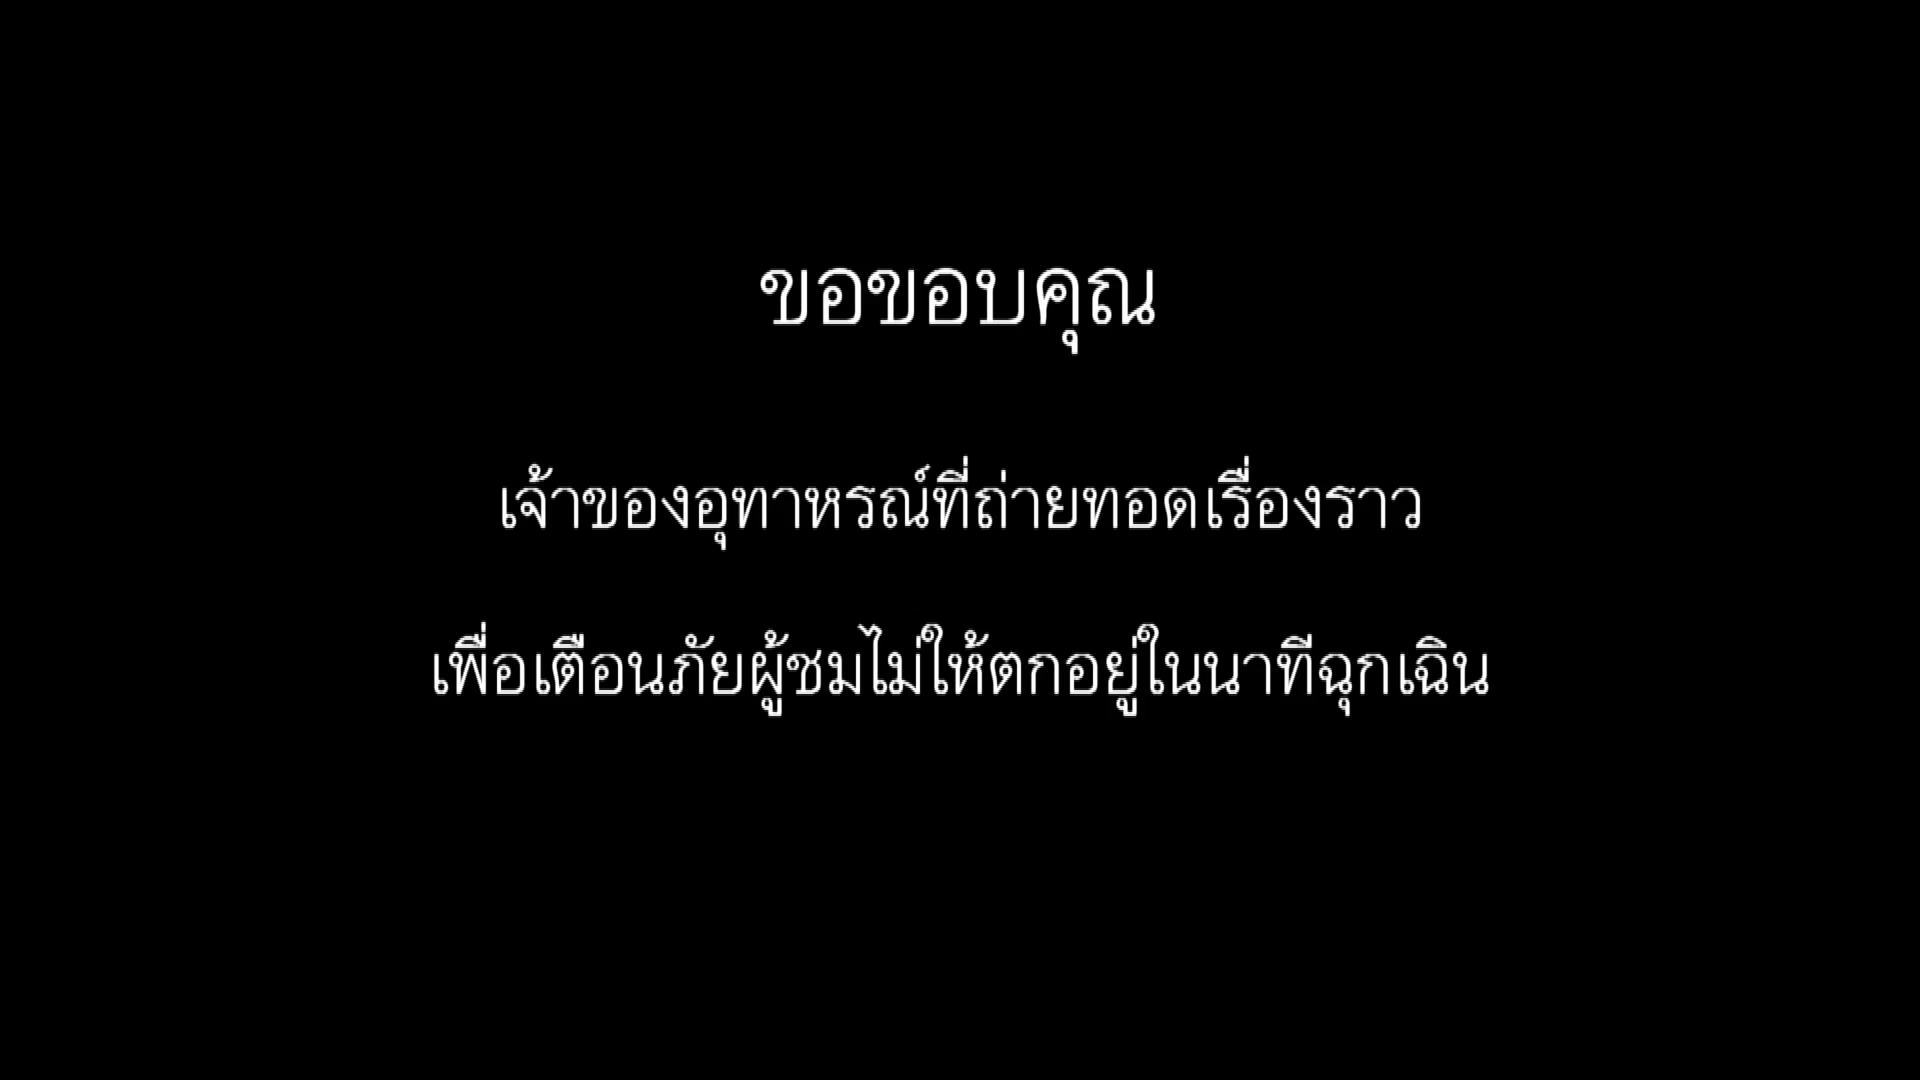 ขอขอบคุณ
เจ้าของอุทาหรณ์ที่ถ่ายทอดเรื่องราว
เพื่อเตือนภัยผู้ชมไม่ให้ตกอยู่ในนาทีฉุกเฉิน